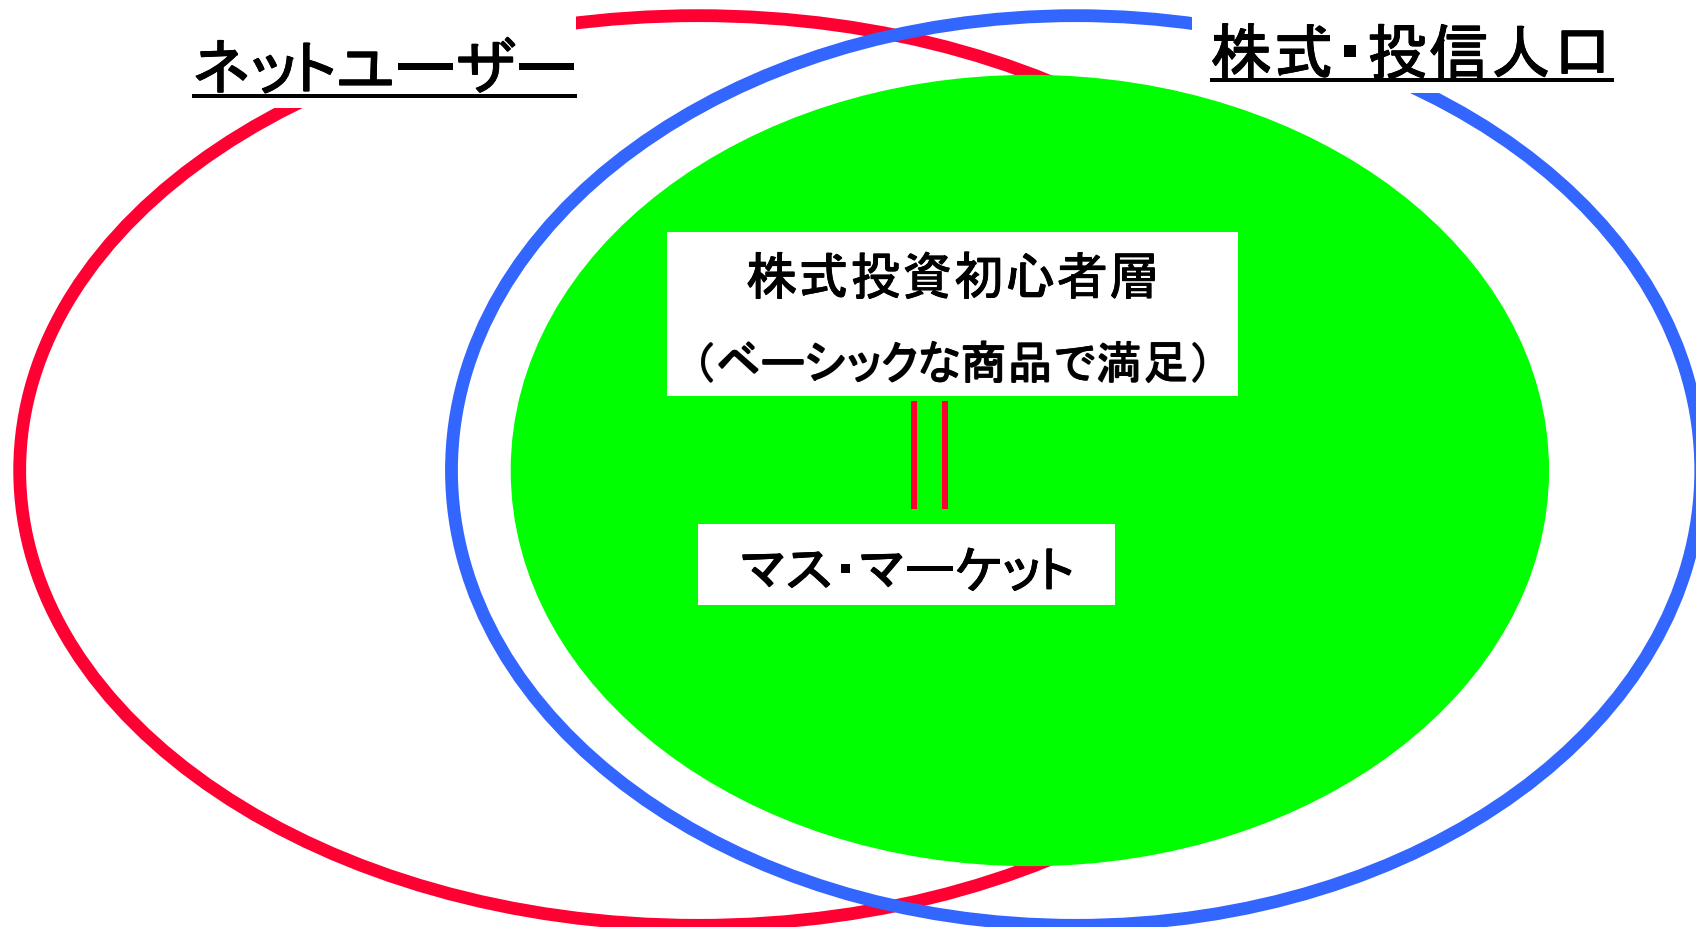 ネットユーザー
株式・投信人口
株式投資初心者層
（ベーシックな商品で満足）
マス・マーケット